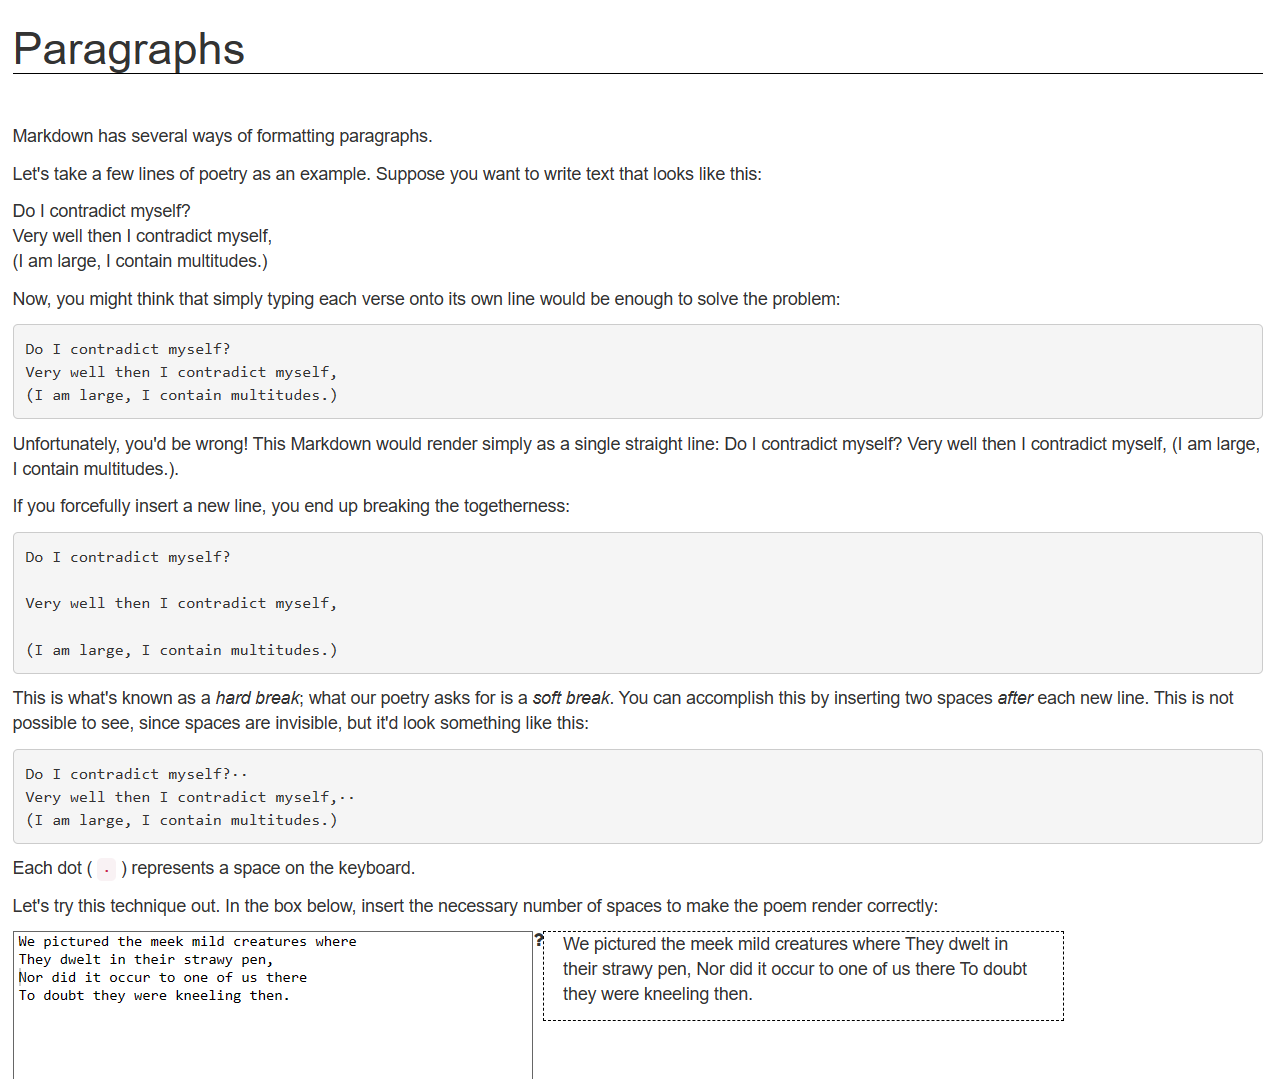 Paragraphs
Markdown has several ways of formatting paragraphs.
Let's take a few lines of poetry as an example. Suppose you want to write text that looks like this:
Do I contradict myself?
Very well then I contradict myself,
(I am large, I contain multitudes.)
Now, you might think that simply typing each verse onto its own line would be enough to solve the problem:
Do I contradict myself?
Very well then I contradict myself,
(I am large, I contain multitudes.)
Unfortunately, you'd be wrong! This Markdown would render simply as a single straight line: Do I contradict myself? Very well then I contradict myself, (I am large,
I contain multitudes.).
If you forcefully insert a new line, you end up breaking the togetherness:
Do I contradict myself?
Very well then I contradict myself,
(I am large, I contain multitudes.)
This is what's known as a hard break; what our poetry asks for is a soft break. You can accomplish this by inserting two spaces after each new line. This is not
possible to see, since spaces are invisible, but it'd look something like this:
Do I contradict myself?··
Very well then I contradict myself,··
(I am large, I contain multitudes.)
Each dot ( · ) represents a space on the keyboard.
Let's try this technique out. In the box below, insert the necessary number of spaces to make the poem render correctly:
We pictured the meek mild creatures where
They dwelt in their strawy pen,
Nor did it occur to one of us there
To doubt they were kneeling then.
?
We pictured the meek mild creatures where They dwelt in
their strawy pen, Nor did it occur to one of us there To doubt
they were kneeling then.